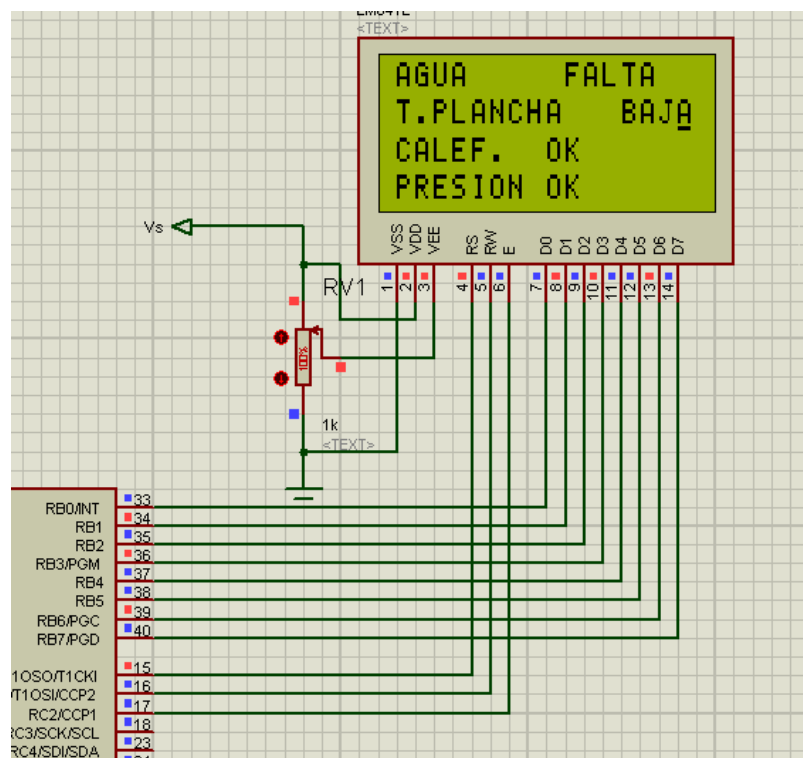 <TEXT>
AGUA FALTA
T.PLANCHA BAJA
CALEF. OK
PRESION OK
Vs
VSS VDD VEE RS RW E D0 D1 D2 D3 D4 D5 D6 D7
RV1
1 2 3 4 5 6 7 8 9 10 11 12 13 14
100%
1k
<TEXT>
RB0/INT 33
RB1 34
RB2 35
RB3/PGM 36
RB4 37
RB5 38
RB6/PGC 39
RB7/PGD 40
1OSO/T1CKI 15
T1OSI/CCP2 16
RC2/CCP1 17
RC3/SCK/SCL 18
RC4/SDI/SDA 23